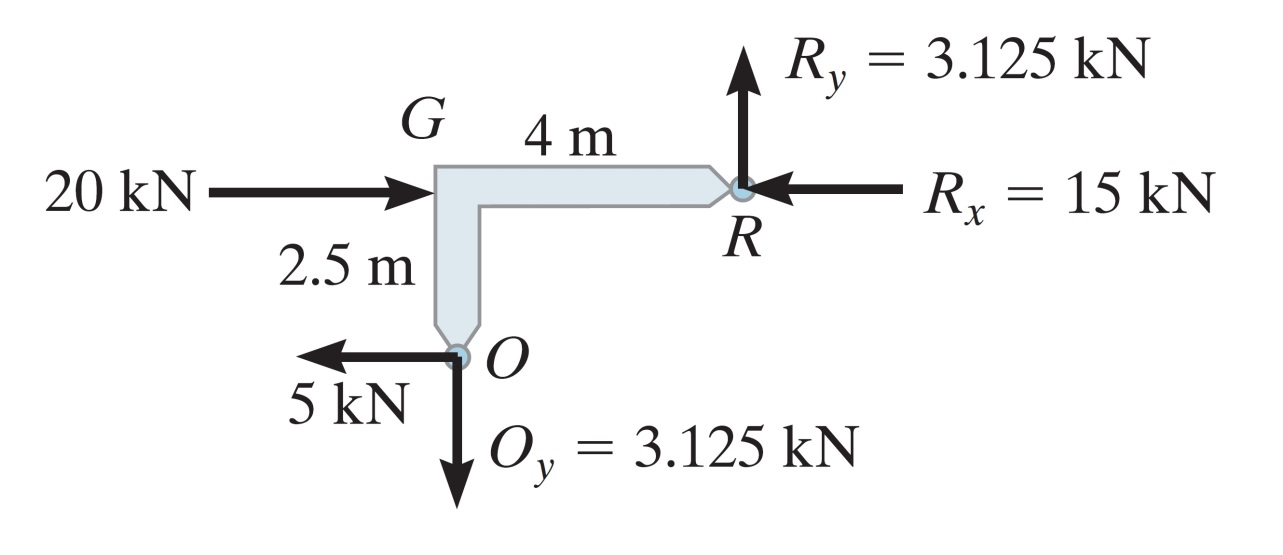 R_y = 3.125 kN
G
4 m
20 kN
R_x = 15 kN
R
2.5 m
O
5 kN
O_y = 3.125 kN